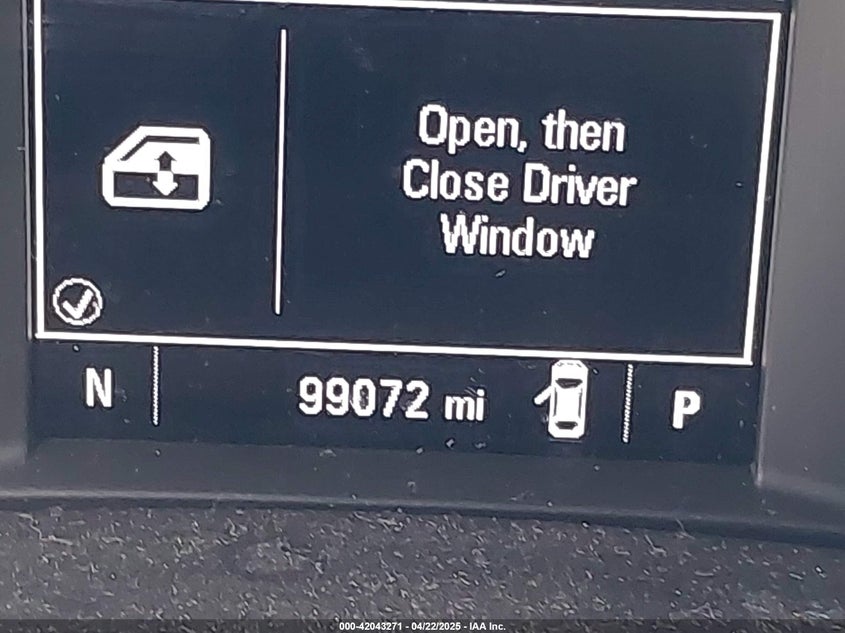 Open, then
Close Driver
Window
N
99072 mi
P
000-42043271 - 04/22/2025 - IAA Inc.